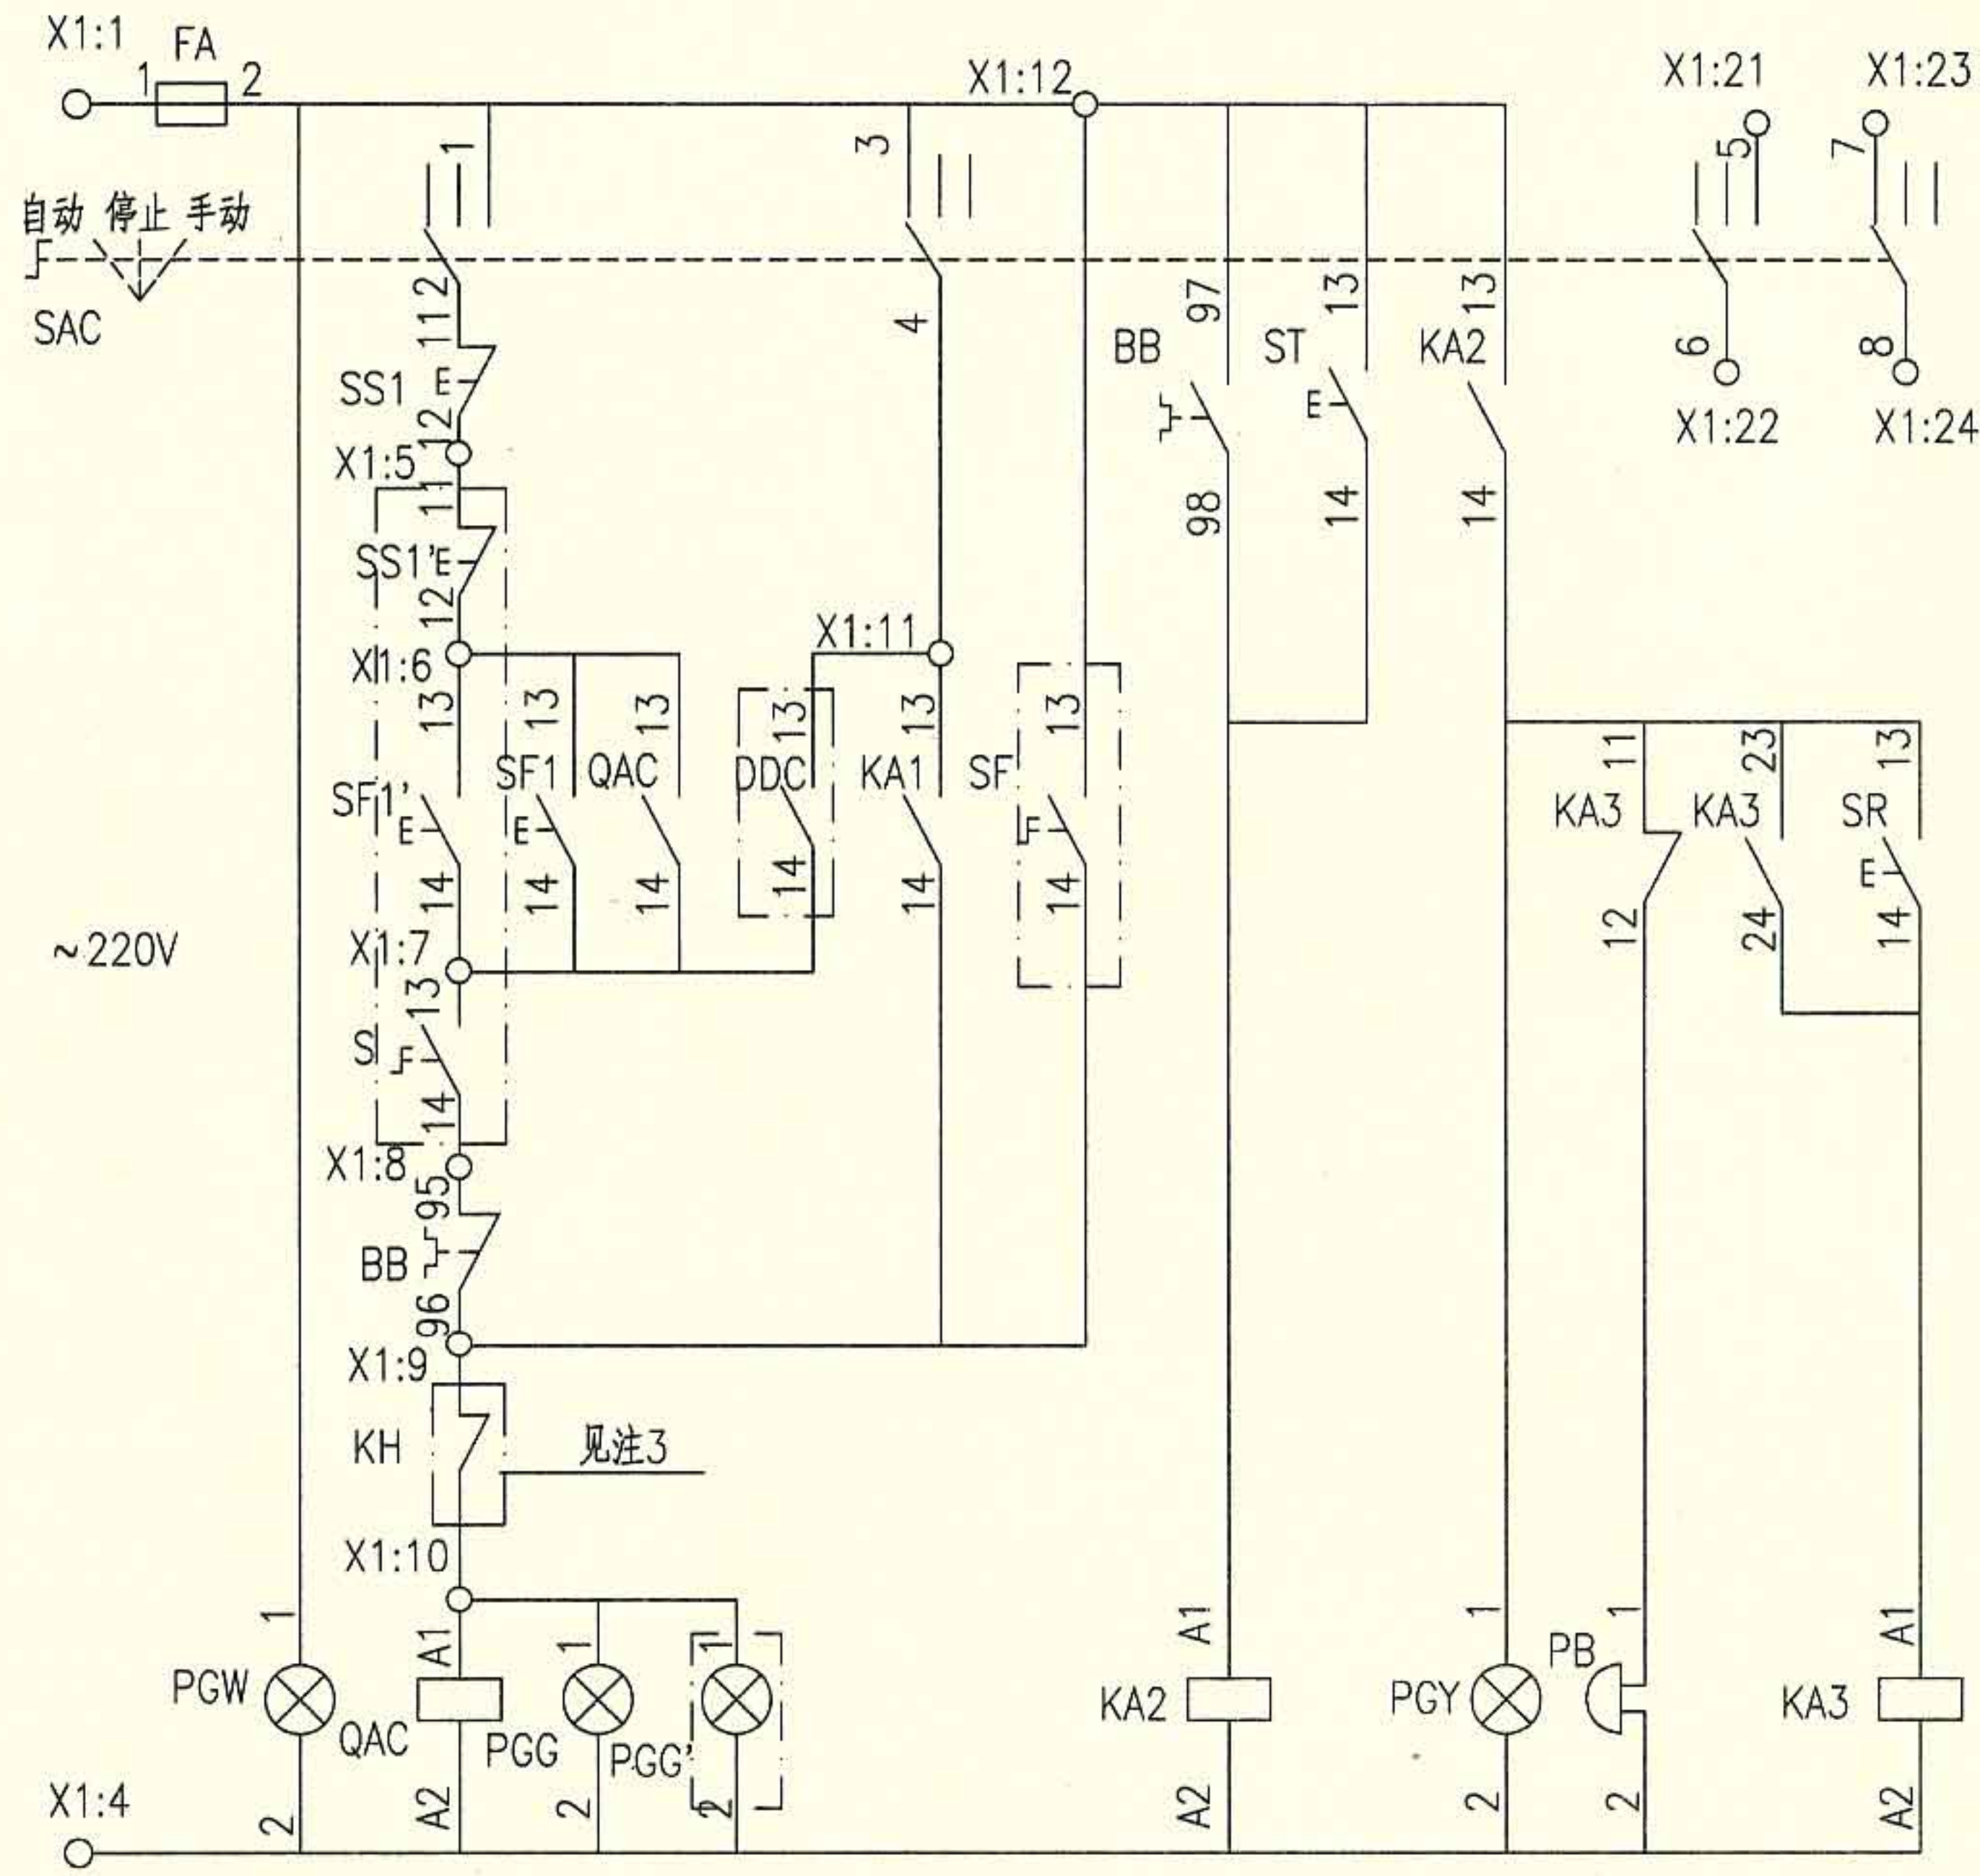 X1:1
FA
1
2
X1:12
X1:21
X1:23
1
3
5
7
自动 停止 手动
SAC
2
11
4
97
13
13
6
8
SS1
E
BB
ST
E
KA2
X1:22
X1:24
12
X1:5
11
98
14
14
SS1'
E
12
X1:6
X1:11
13
13
13
13
13
13
11
23
13
SF1'
E
SF1
E
QAC
DDC
KA1
SF
F
KA3
KA3
SR
E
14
14
14
14
14
14
12
24
14
~220V
X1:7
13
S
F
14
X1:8
95
BB
96
X1:9
KH
见注3
X1:10
1
A1
1
1
A1
1
1
A1
PGW
QAC
PGG
PGG'
KA2
PGY
PB
KA3
X1:4
2
A2
2
2
A2
2
2
A2